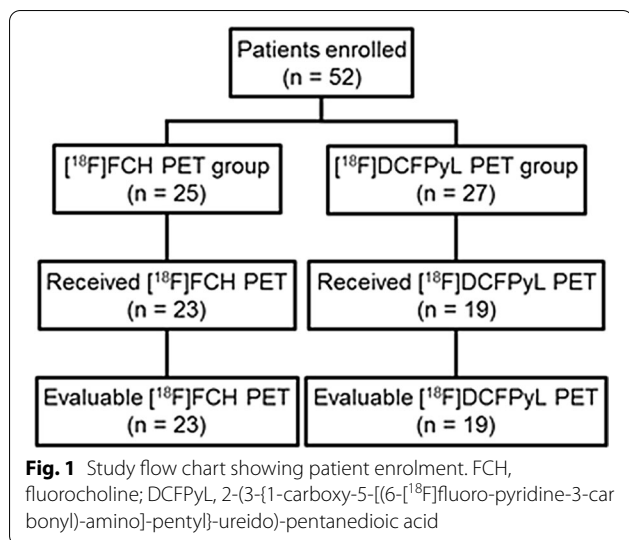 Patients enrolled
(n = 52)
[¹⁸F]FCH PET group
(n = 25)
[¹⁸F]DCFPyL PET group
(n = 27)
Received [¹⁸F]FCH PET
(n = 23)
Received [¹⁸F]DCFPyL PET
(n = 19)
Evaluable [¹⁸F]FCH PET
(n = 23)
Evaluable [¹⁸F]DCFPyL PET
(n = 19)
Fig. 1 Study flow chart showing patient enrolment. FCH,
fluorocholine; DCFPyL, 2-(3-{1-carboxy-5-[(6-[¹⁸F]fluoro-pyridine-3-car
bonyl)-amino]-pentyl}-ureido)-pentanedioic acid